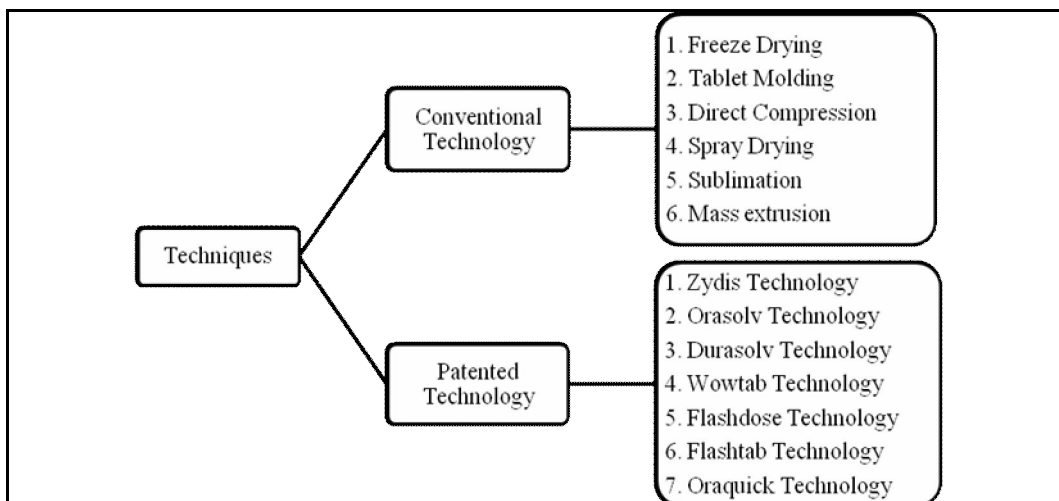 Techniques
Conventional
Technology
1. Freeze Drying
2. Tablet Molding
3. Direct Compression
4. Spray Drying
5. Sublimation
6. Mass extrusion
Patented
Technology
1. Zydis Technology
2. Orasolv Technology
3. Durasolv Technology
4. Wowtab Technology
5. Flashdose Technology
6. Flashtab Technology
7. Oraquick Technology